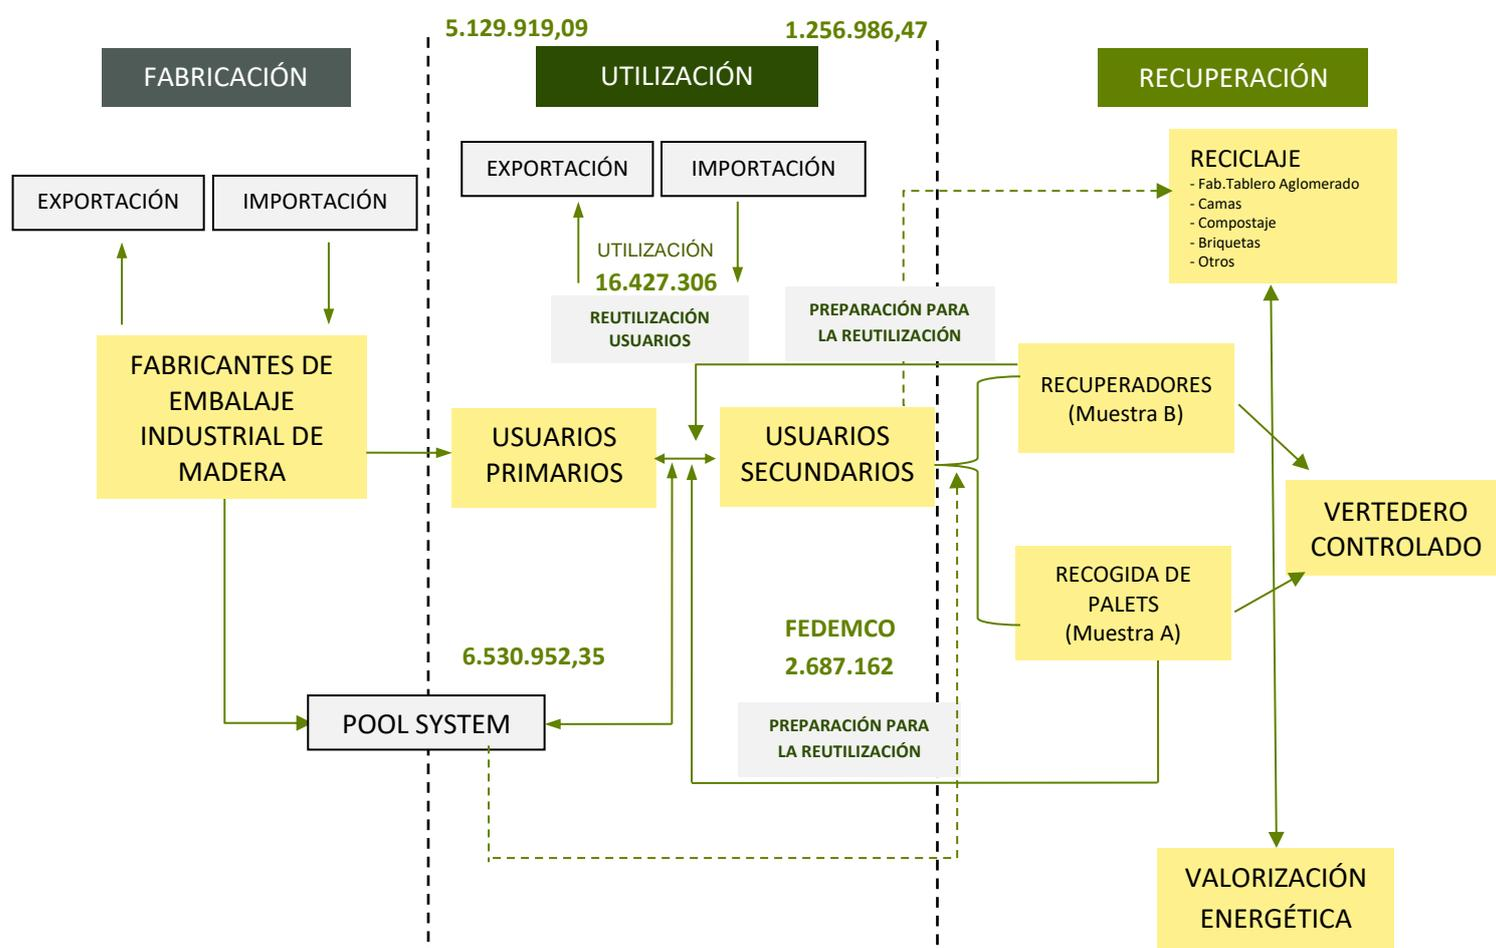 5.129.919,09
1.256.986,47
FABRICACIÓN
UTILIZACIÓN
RECUPERACIÓN
EXPORTACIÓN
IMPORTACIÓN
EXPORTACIÓN
IMPORTACIÓN
RECICLAJE
- Fab.Tablero Aglomerado
- Camas
- Compostaje
- Briquetas
- Otros
UTILIZACIÓN
16.427.306
REUTILIZACIÓN
USUARIOS
PREPARACIÓN PARA
LA REUTILIZACIÓN
FABRICANTES DE
EMBALAJE
INDUSTRIAL DE
MADERA
USUARIOS
PRIMARIOS
USUARIOS
SECUNDARIOS
RECUPERADORES
(Muestra B)
VERTEDERO
CONTROLADO
RECOGIDA DE
PALETS
(Muestra A)
6.530.952,35
FEDEMCO
2.687.162
POOL SYSTEM
PREPARACIÓN PARA
LA REUTILIZACIÓN
VALORIZACIÓN
ENERGÉTICA